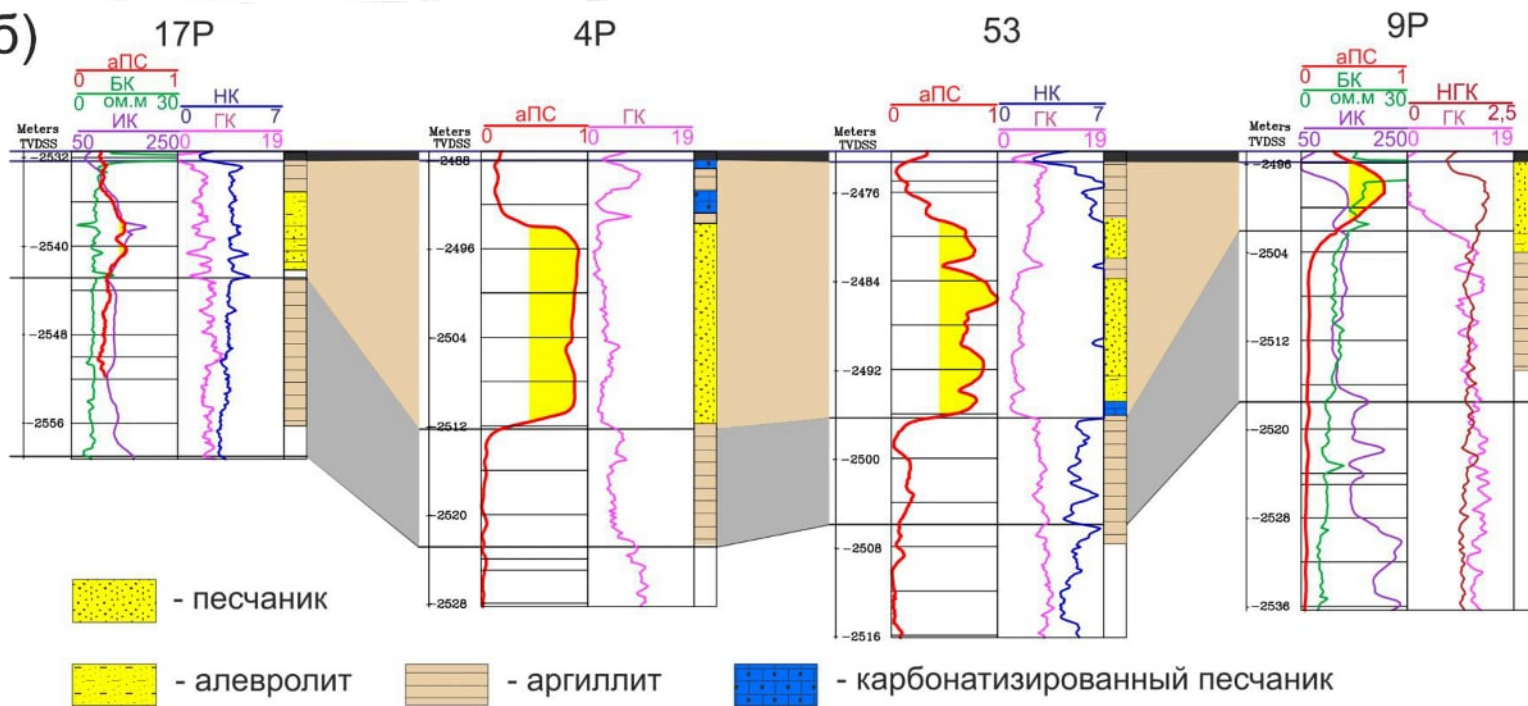 б)
17Р
4Р
53
9Р
аПС
0 1
БК
0 ом.м 30
ИК
50 250
НК
0 7
ГК
0 19
Meters
TVDSS
-2532
-2540
-2548
-2556
аПС
0 1
ГК
0 19
Meters
TVDSS
-2488
-2496
-2504
-2512
-2520
-2528
аПС
0 1
НК
0 7
ГК
0 19
Meters
TVDSS
-2476
-2484
-2492
-2500
-2508
-2516
аПС
0 1
БК
0 ом.м 30
ИК
50 250
НГК
0 2,5
ГК
0 19
Meters
TVDSS
-2496
-2504
-2512
-2520
-2528
-2536
- песчаник
- алевролит
- аргиллит
- карбонатизированный песчаник